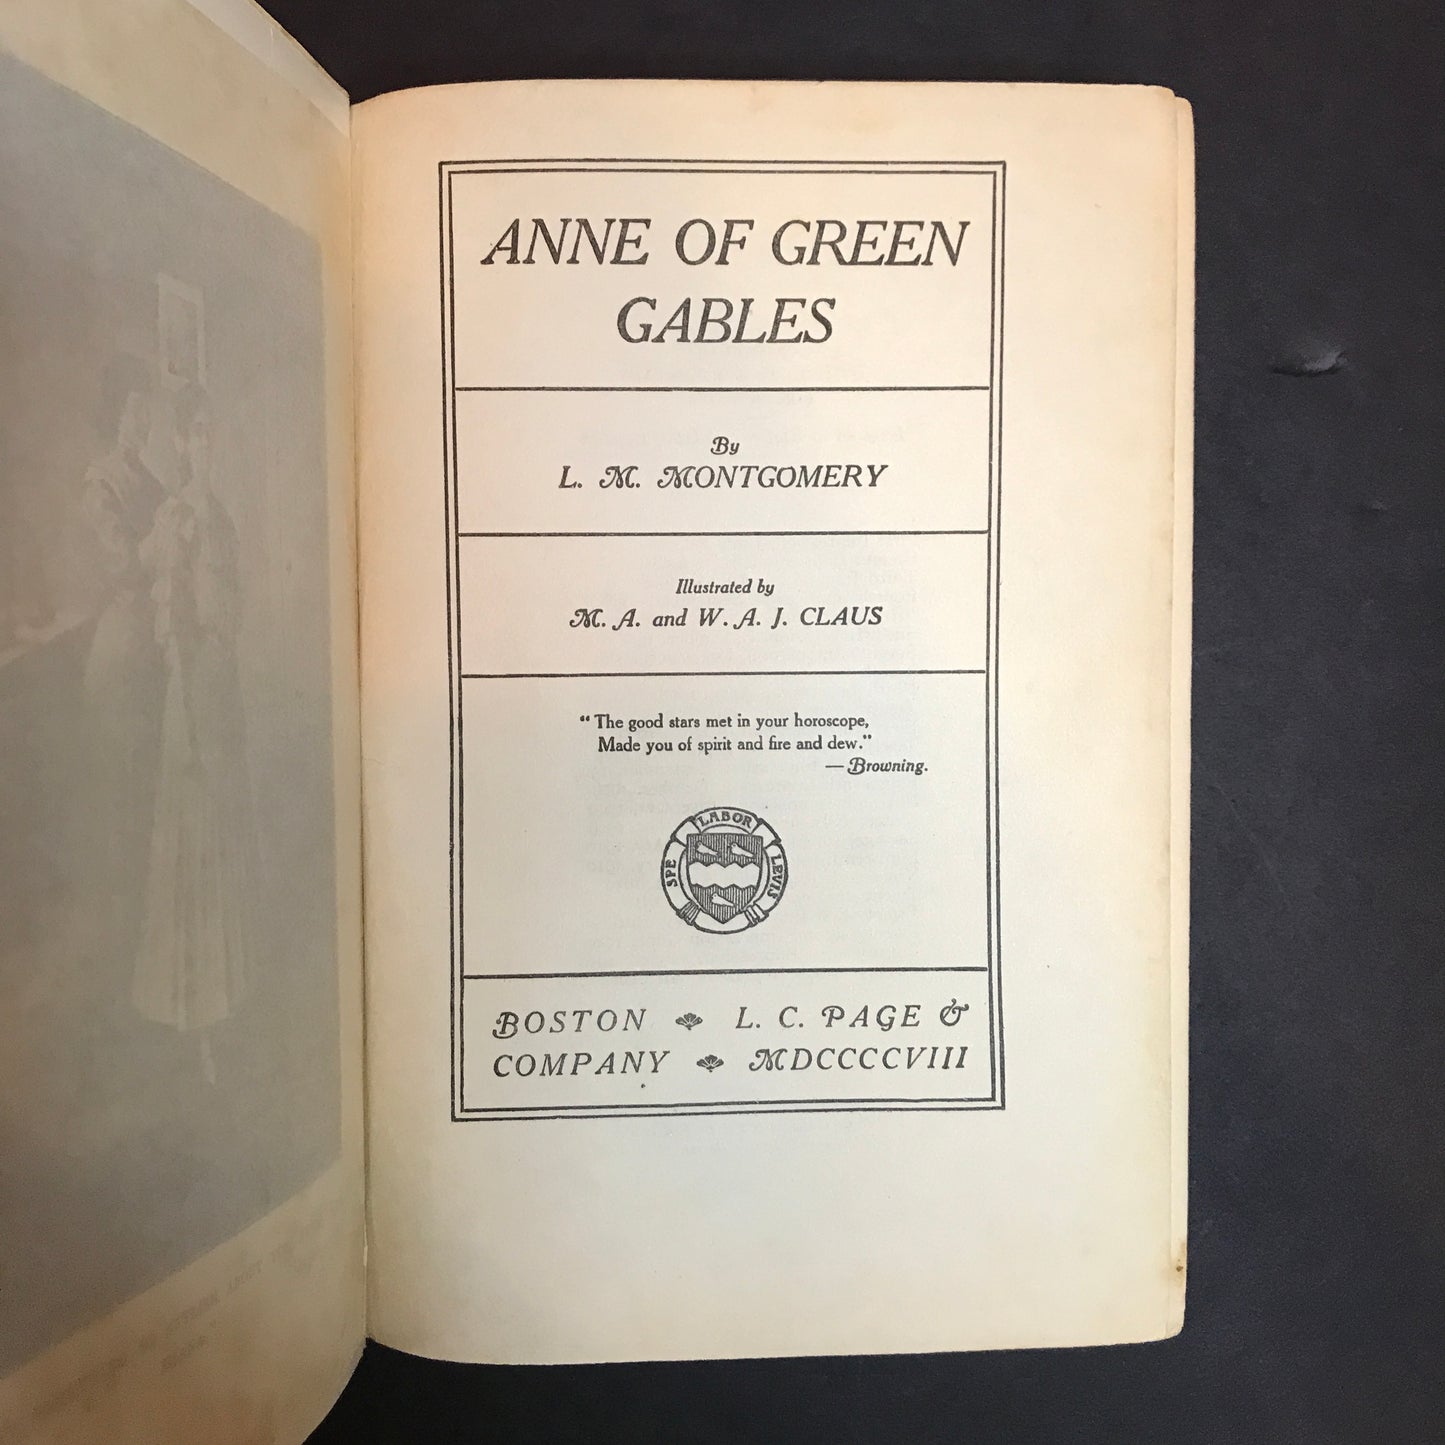 ANNE OF GREEN
GABLES
By
L. M. MONTGOMERY
Illustrated by
M. A. and W. A. J. CLAUS
“The good stars met in your horoscope,
Made you of spirit and fire and dew.”
— Browning.
SPE LABOR LEVIS
BOSTON L. C. PAGE &
COMPANY MDCCCCVIII